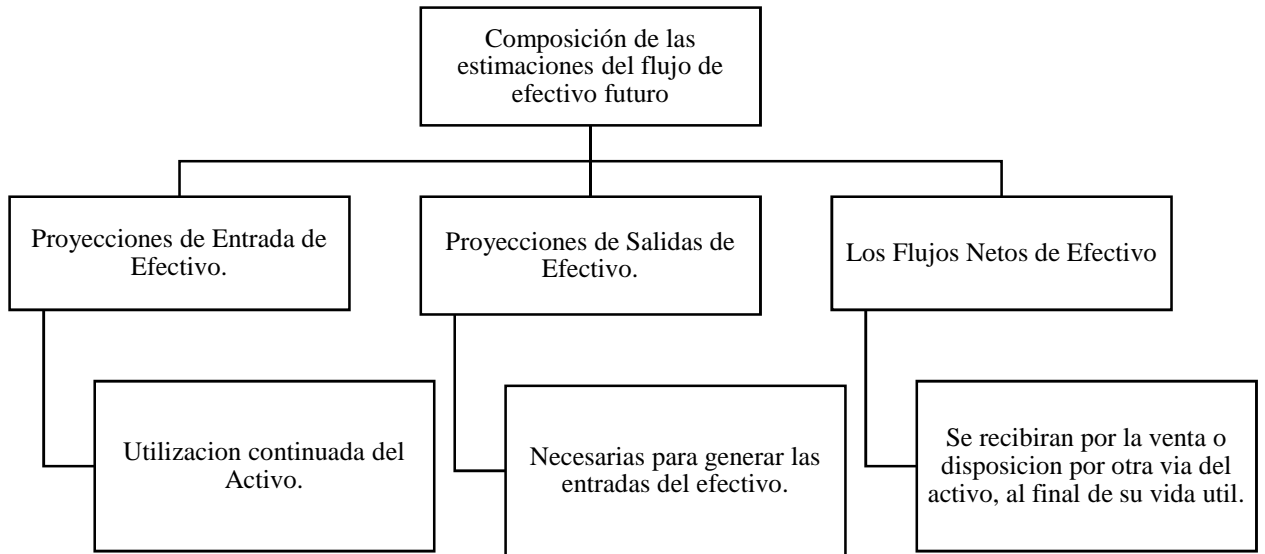 Composición de las
estimaciones del flujo de
efectivo futuro
Proyecciones de Entrada de
Efectivo.
Proyecciones de Salidas de
Efectivo.
Los Flujos Netos de Efectivo
Utilizacion continuada del
Activo.
Necesarias para generar las
entradas del efectivo.
Se recibiran por la venta o
disposicion por otra via del
activo, al final de su vida util.